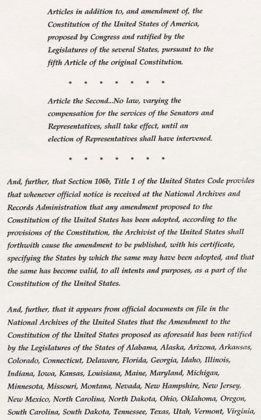 Articles in addition to, and amendment of, the
Constitution of the United States of America,
proposed by Congress and ratified by the
Legislatures of the several States, pursuant to the
fifth Article of the original Constitution.
* * * * * * *
Article the Second...No law, varying the
compensation for the services of the Senators and
Representatives, shall take effect, until an
election of Representatives shall have intervened.
* * * * * * *
And, further, that Section 106b, Title 1 of the United States Code provides
that whenever official notice is received at the National Archives and
Records Administration that any amendment proposed to the
Constitution of the United States has been adopted, according to the
provisions of the Constitution, the Archivist of the United States shall
forthwith cause the amendment to be published, with his certificate,
specifying the States by which the same may have been adopted, and that
the same has become valid, to all intents and purposes, as a part of the
Constitution of the United States.
And, further, that it appears from official documents on file in the
National Archives of the United States that the Amendment to the
Constitution of the United States proposed as aforesaid has been ratified
by the Legislatures of the States of Alabama, Alaska, Arizona, Arkansas,
Colorado, Connecticut, Delaware, Florida, Georgia, Idaho, Illinois,
Indiana, Iowa, Kansas, Louisiana, Maine, Maryland, Michigan,
Minnesota, Missouri, Montana, Nevada, New Hampshire, New Jersey,
New Mexico, North Carolina, North Dakota, Ohio, Oklahoma, Oregon,
South Carolina, South Dakota, Tennessee, Texas, Utah, Vermont, Virginia,